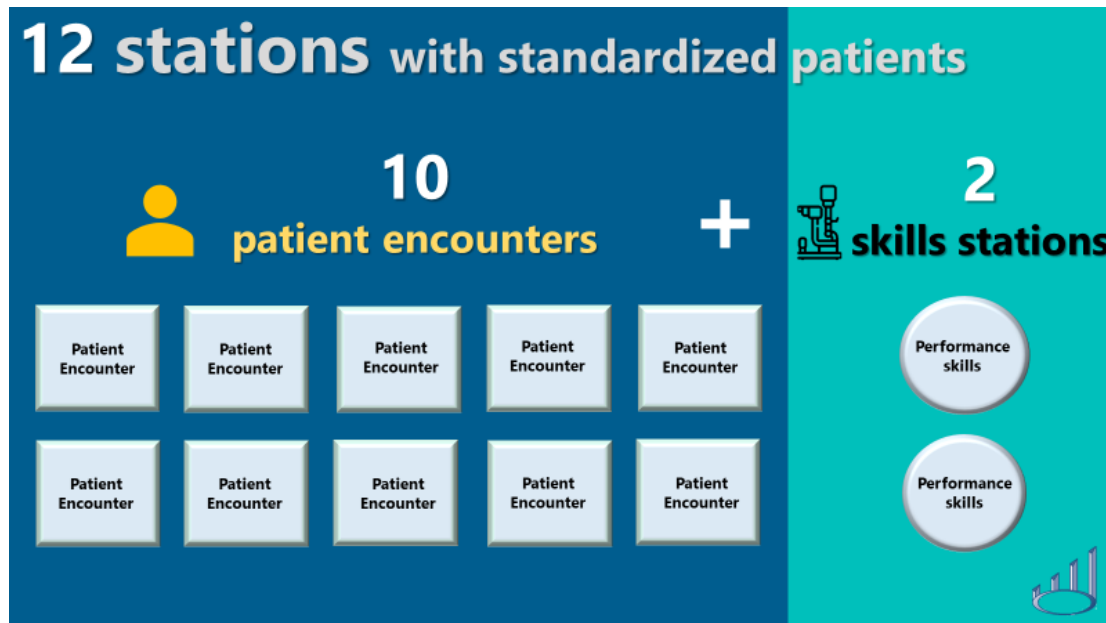 12 stations with standardized patients
10
patient encounters
+
2
skills stations
Patient
Encounter
Patient
Encounter
Patient
Encounter
Patient
Encounter
Patient
Encounter
Patient
Encounter
Patient
Encounter
Patient
Encounter
Patient
Encounter
Patient
Encounter
Performance
skills
Performance
skills